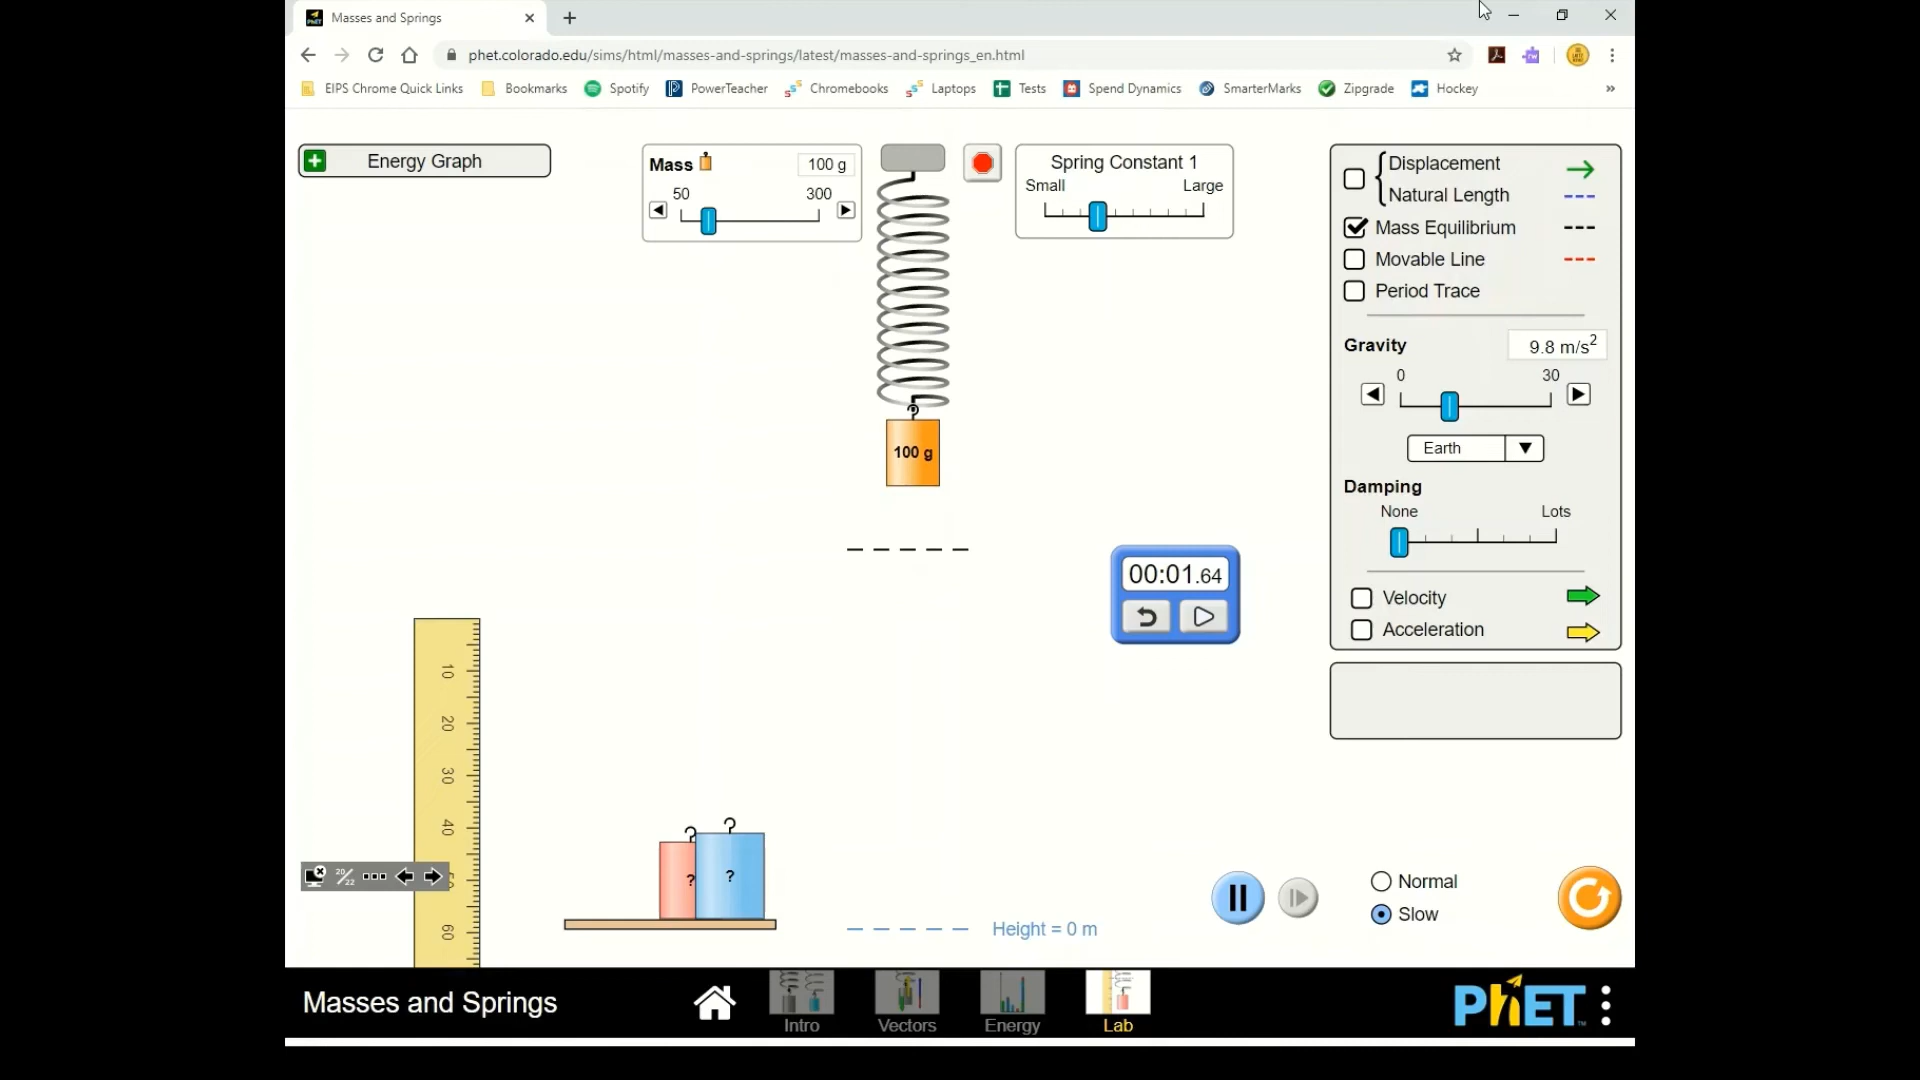 Masses and Springs
phet.colorado.edu/sims/html/masses-and-springs/latest/masses-and-springs_en.html
EIPS Chrome Quick Links Bookmarks Spotify PowerTeacher Chromebooks Laptops Tests Spend Dynamics SmarterMarks Zipgrade Hockey »
Energy Graph
Mass 100 g
50 300
Spring Constant 1
Small Large
100 g
Displacement
Natural Length
Mass Equilibrium
Movable Line
Period Trace
Gravity 9.8 m/s²
0 30
Earth
Damping
None Lots
Velocity
Acceleration
00:01.64
10
20
30
40
60
?
?
20/22
Height = 0 m
Normal
Slow
Masses and Springs
Intro
Vectors
Energy
Lab
PhET